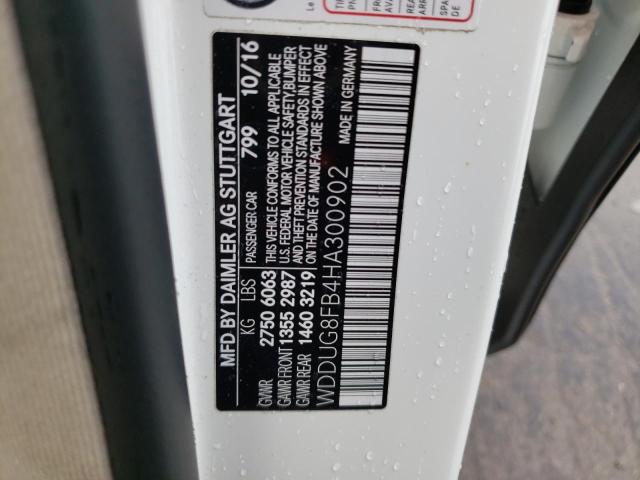 MFD BY DAIMLER AG STUTTGART
PASSENGER CAR 799 10/16
KG LBS
GVWR 2750 6063
GAWR FRONT 1355 2987
GAWR REAR 1460 3219
THIS VEHICLE CONFORMS TO ALL APPLICABLE
U.S. FEDERAL MOTOR VEHICLE SAFETY, BUMPER
AND THEFT PREVENTION STANDARDS IN EFFECT
ON THE DATE OF MANUFACTURE SHOWN ABOVE
WDDUG8FB4HA300902 MADE IN GERMANY